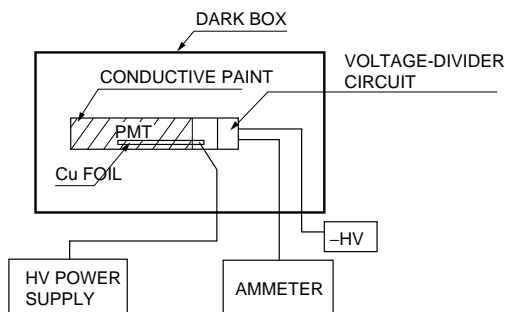 DARK BOX
VOLTAGE-DIVIDER
CIRCUIT
CONDUCTIVE PAINT
PMT
Cu FOIL
–HV
HV POWER
SUPPLY
AMMETER